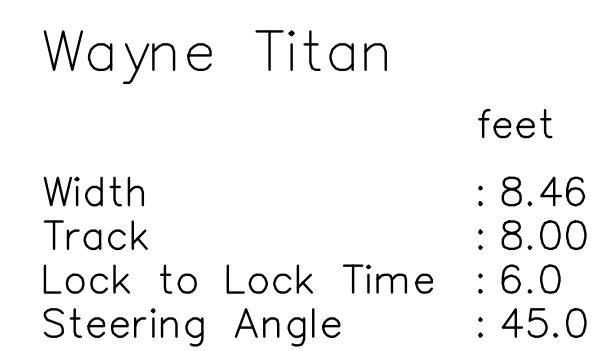 Wayne Titan
feet
Width : 8.46
Track : 8.00
Lock to Lock Time : 6.0
Steering Angle : 45.0